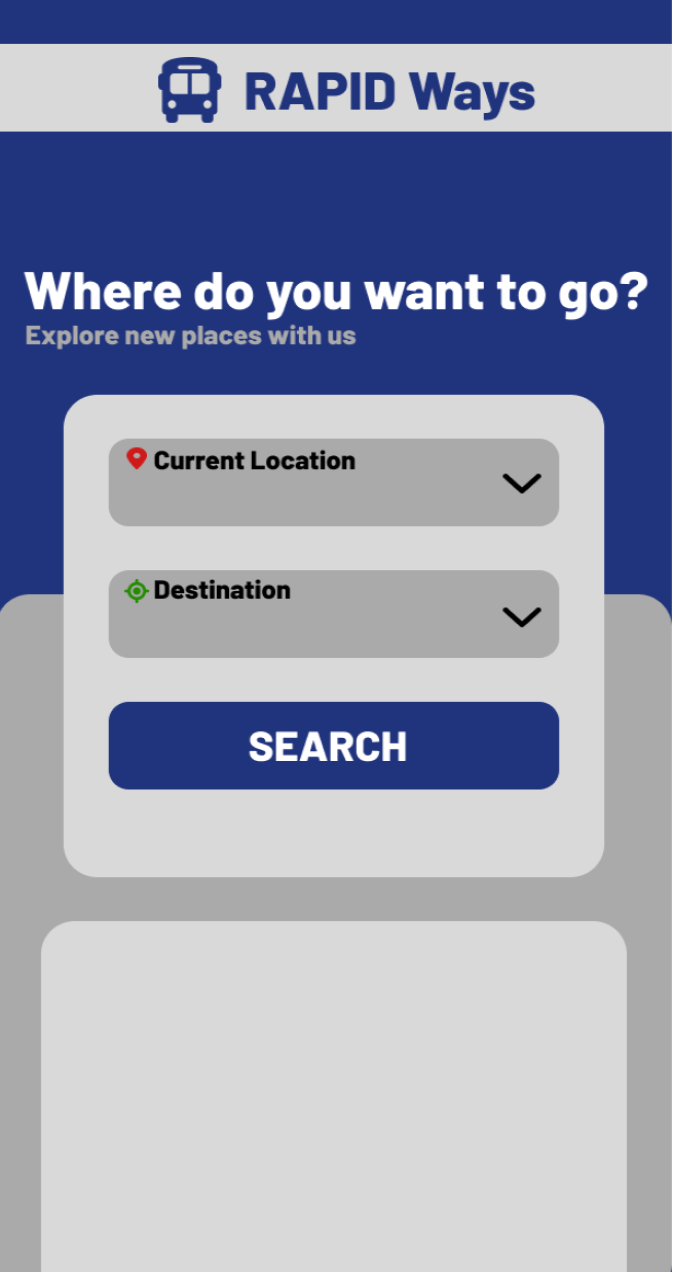 RAPID Ways
Where do you want to go?
Explore new places with us
Current Location
Destination
SEARCH